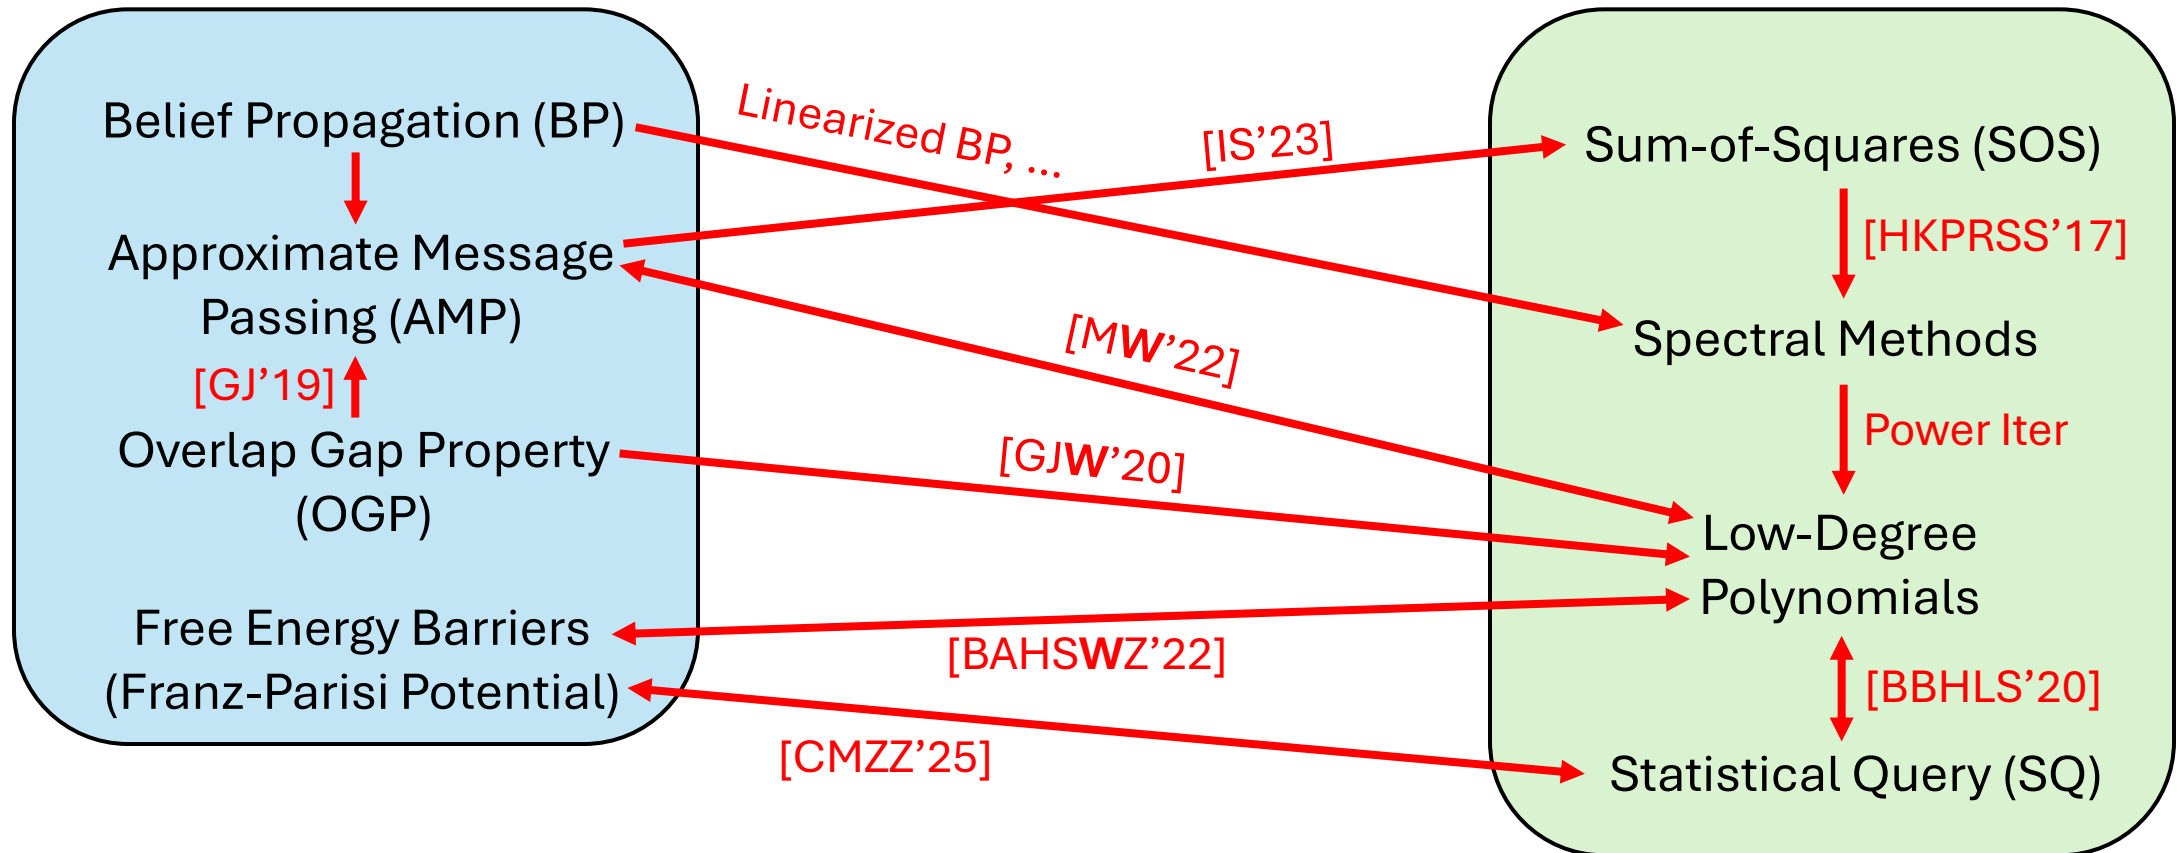 Belief Propagation (BP)
Approximate Message
Passing (AMP)
[GJ’19]
Overlap Gap Property
(OGP)
Free Energy Barriers
(Franz-Parisi Potential)
Linearized BP, ...
[IS’23]
[MW’22]
[GJW’20]
[BAHSWZ’22]
[CMZZ’25]
Sum-of-Squares (SOS)
[HKPRSS’17]
Spectral Methods
Power Iter
Low-Degree
Polynomials
[BBHLS’20]
Statistical Query (SQ)